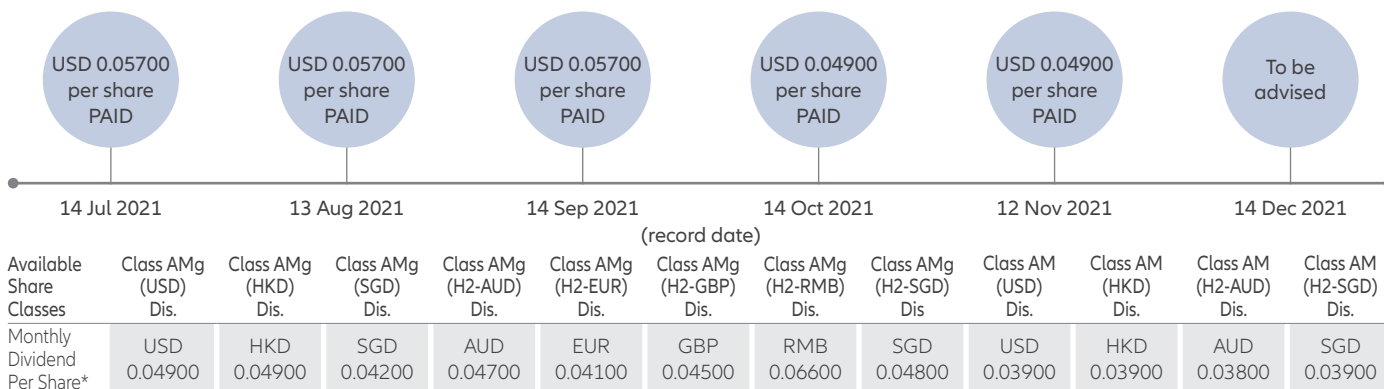 USD 0.05700
per share
PAID
USD 0.05700
per share
PAID
USD 0.05700
per share
PAID
USD 0.04900
per share
PAID
USD 0.04900
per share
PAID
To be
advised
14 Jul 2021
13 Aug 2021
14 Sep 2021
14 Oct 2021
12 Nov 2021
14 Dec 2021
(record date)
Available
Share
Classes
Class AMg
(USD)
Dis.
Class AMg
(HKD)
Dis.
Class AMg
(SGD)
Dis.
Class AMg
(H2-AUD)
Dis.
Class AMg
(H2-EUR)
Dis.
Class AMg
(H2-GBP)
Dis.
Class AMg
(H2-RMB)
Dis.
Class AMg
(H2-SGD)
Dis
Class AM
(USD)
Dis.
Class AM
(HKD)
Dis.
Class AM
(H2-AUD)
Dis.
Class AM
(H2-SGD)
Dis.
Monthly
Dividend
Per Share*
USD
0.04900
HKD
0.04900
SGD
0.04200
AUD
0.04700
EUR
0.04100
GBP
0.04500
RMB
0.06600
SGD
0.04800
USD
0.03900
HKD
0.03900
AUD
0.03800
SGD
0.03900